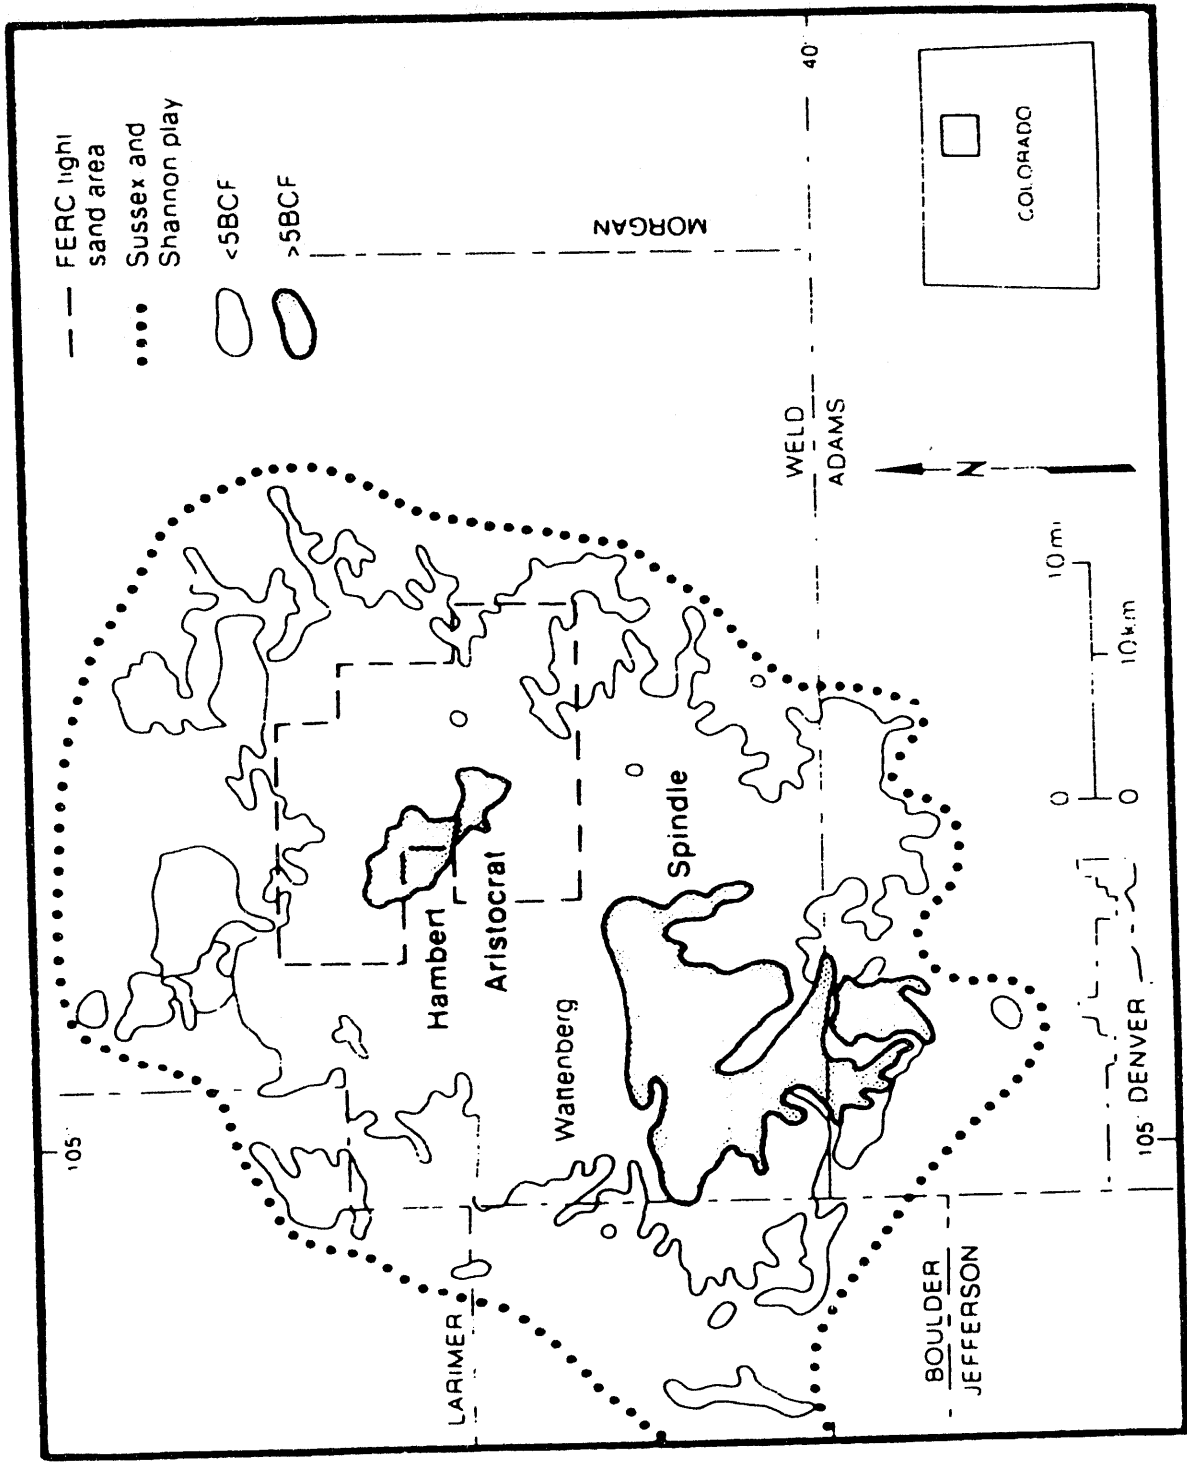 FERC tight
sand area
Sussex and
Shannon play
<5BCF
>5BCF
MORGAN
40
COLORADO
WELD
ADAMS
N
10 mi
10 km
0
0
Spindle
Hambert
Aristocrat
Wattenberg
105
105
DENVER
LARIMER
BOULDER
JEFFERSON